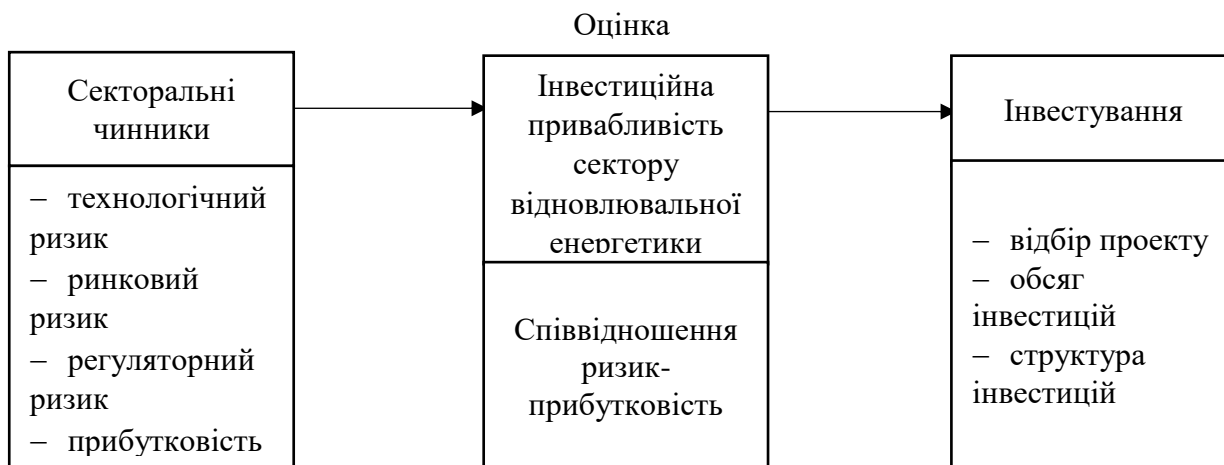 Оцінка
Секторальні
чинники
– технологічний
ризик
– ринковий
ризик
– регуляторний
ризик
– прибутковість
Інвестиційна
привабливість
сектору
відновлювальної
енергетики
Співвідношення
ризик-
прибутковість
Інвестування
– відбір проекту
– обсяг
інвестицій
– структура
інвестицій